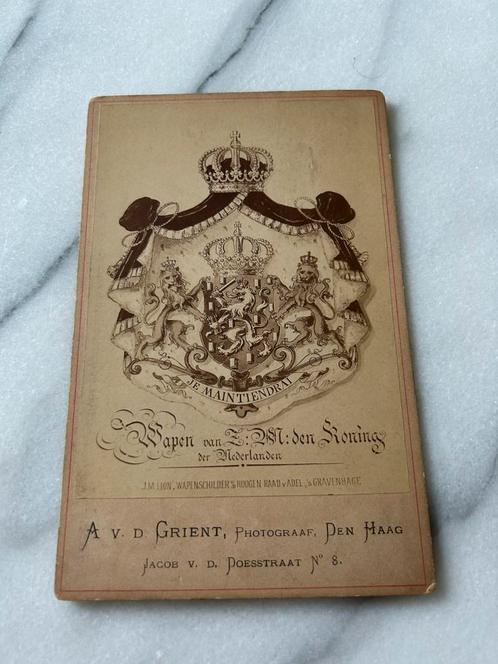 JE MAINTIENDRAI
Wapen van Z: M: den Koning
der Nederlanden
J.M. LION, WAPENSCHILDER V/D HOOGEN RAAD V ADEL, 'S GRAVENHAGE
A V. D GRIENT, PHOTOGRAAF, DEN HAAG
JACOB V. D. DOESSTRAAT No 8.